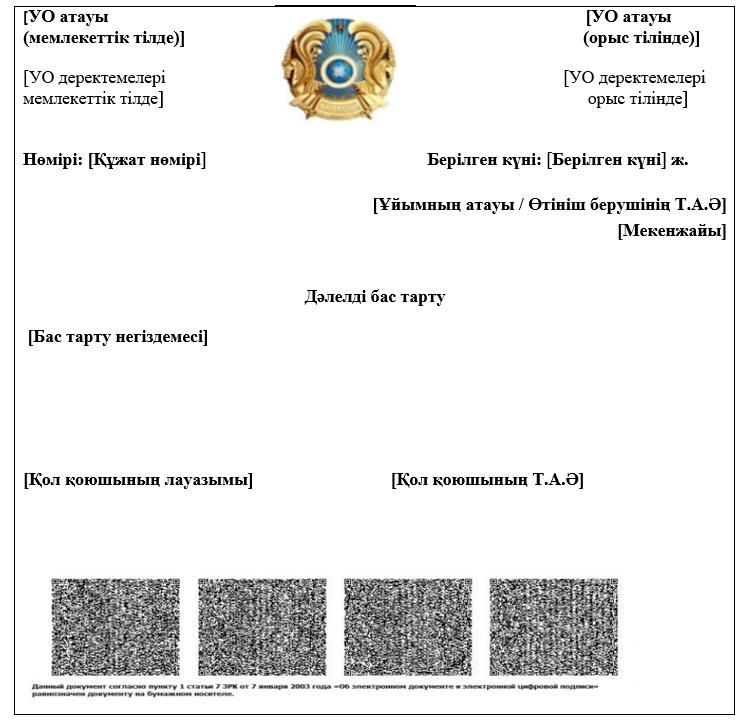 [УО атауы
(мемлекеттік тілде)]
[УО деректемелері
мемлекеттік тілде]
[УО атауы
(орыс тілінде)]
[УО деректемелері
орыс тілінде]
Нөмірі: [Құжат нөмірі]
Берілген күні: [Берілген күні] ж.
[Ұйымның атауы / Өтініш берушінің Т.А.Ә]
[Мекенжайы]
Дәлелді бас тарту
[Бас тарту негіздемесі]
[Қол қоюшының лауазымы]
[Қол қоюшының Т.А.Ә]
Данный документ согласно пункту 1 статьи 7 ЗРК от 7 января 2003 года «Об электронном документе и электронной цифровой подписи»
равнозначен документу на бумажном носителе.